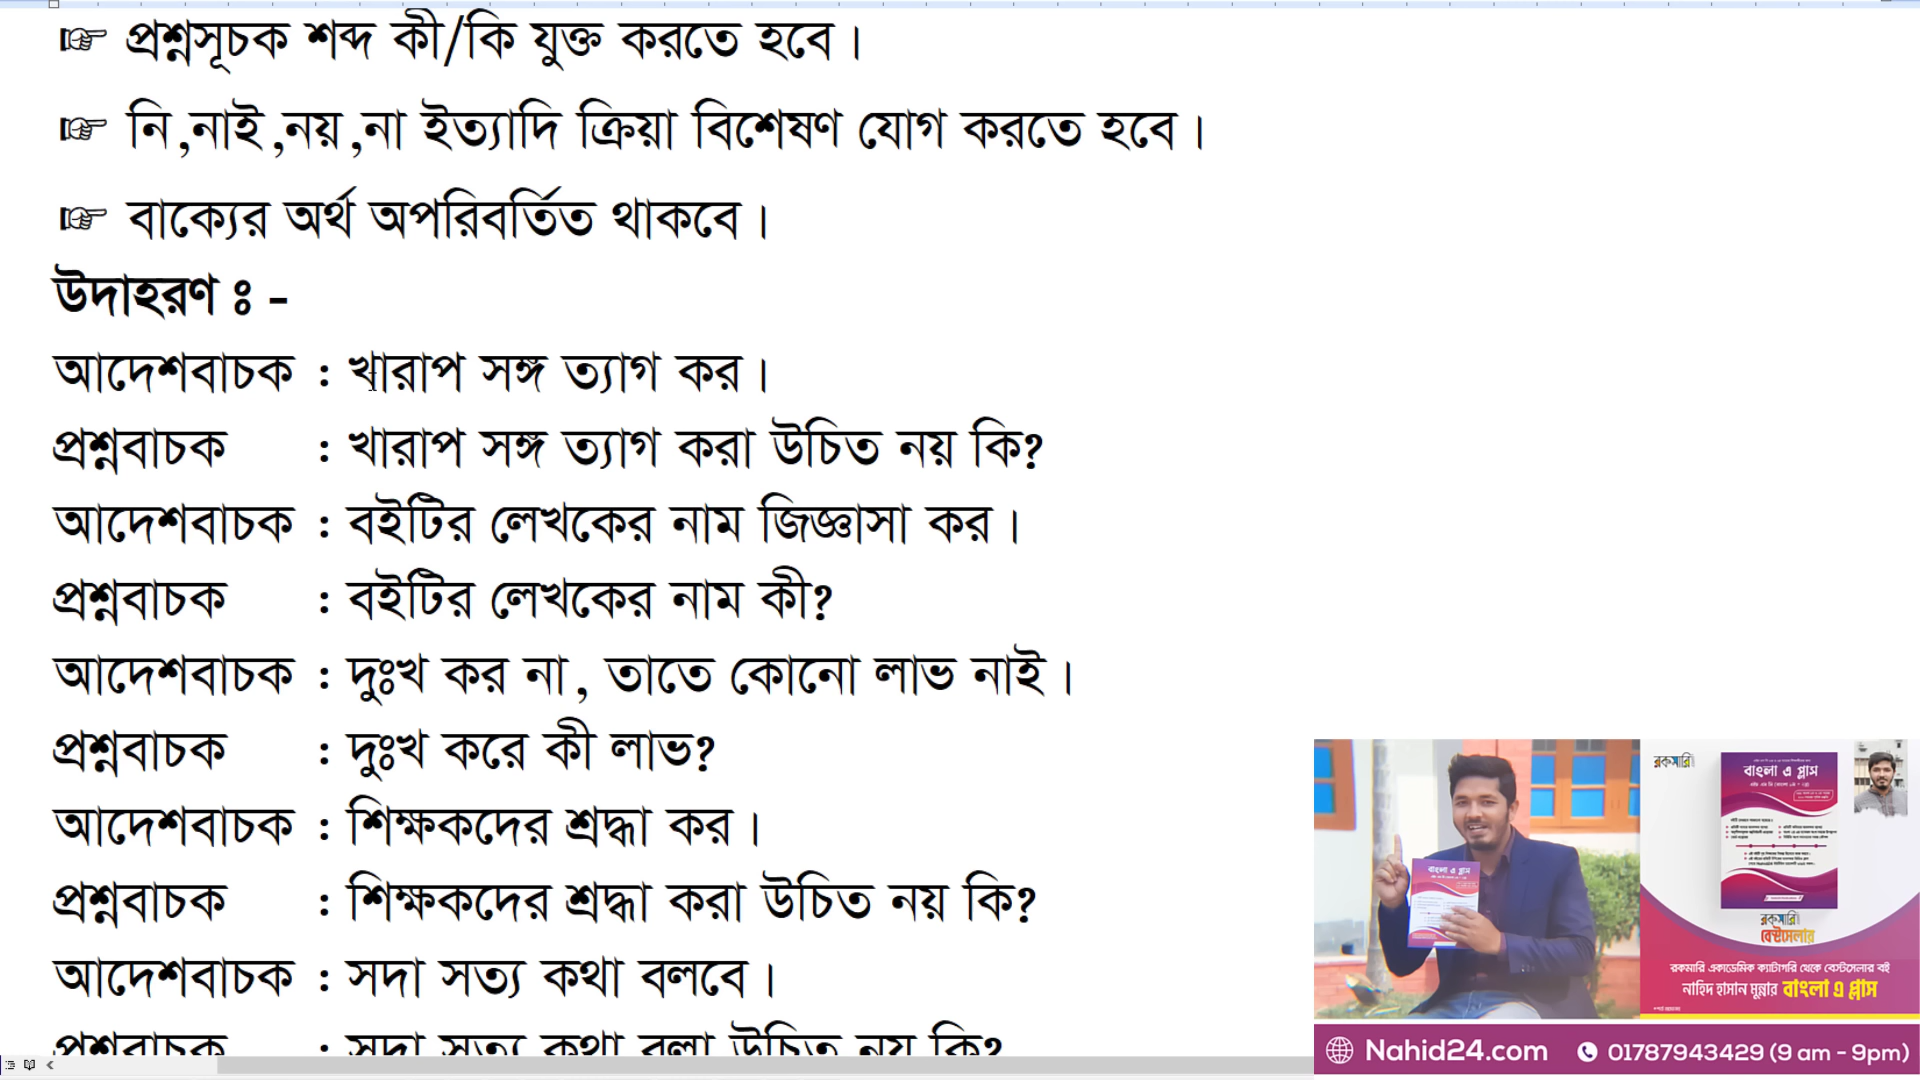 ☞ প্রশ্নসূচক শব্দ কী/কি যুক্ত করতে হবে।
☞ নি ,নাই ,নয় ,না ইত্যাদি ক্রিয়া বিশেষণ যোগ করতে হবে।
☞ বাক্যের অর্থ অপরিবর্তিত থাকবে।
উদাহরণ ঃ -
আদেশবাচক : খারাপ সঙ্গ ত্যাগ কর।
প্রশ্নবাচক : খারাপ সঙ্গ ত্যাগ করা উচিত নয় কি?
আদেশবাচক : বইটির লেখকের নাম জিজ্ঞাসা কর।
প্রশ্নবাচক : বইটির লেখকের নাম কী?
আদেশবাচক : দুঃখ কর না , তাতে কোনো লাভ নাই।
প্রশ্নবাচক : দুঃখ করে কী লাভ?
আদেশবাচক : শিক্ষকদের শ্রদ্ধা কর।
প্রশ্নবাচক : শিক্ষকদের শ্রদ্ধা করা উচিত নয় কি?
আদেশবাচক : সদা সত্য কথা বলবে।
প্রশ্নবাচক : সদা সত্য কথা বলা উচিত নয় কি?
রকমারি
বাংলা এ প্লাস
বাংলা এ প্লাস
রকমারি
বেস্টসেলার
রকমারি একাডেমিক ক্যাটাগরি থেকে বেস্টসেলার বই
নাহিদ হাসান মুন্নার বাংলা এ প্লাস
Nahid24.com 01787943429 (9 am - 9pm)